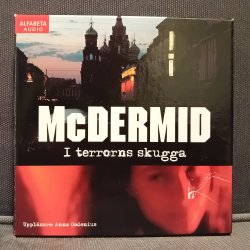 ALFABETA
AUDIO
McDERMID
I terrorns skugga
Uppläsare Anna Godenius